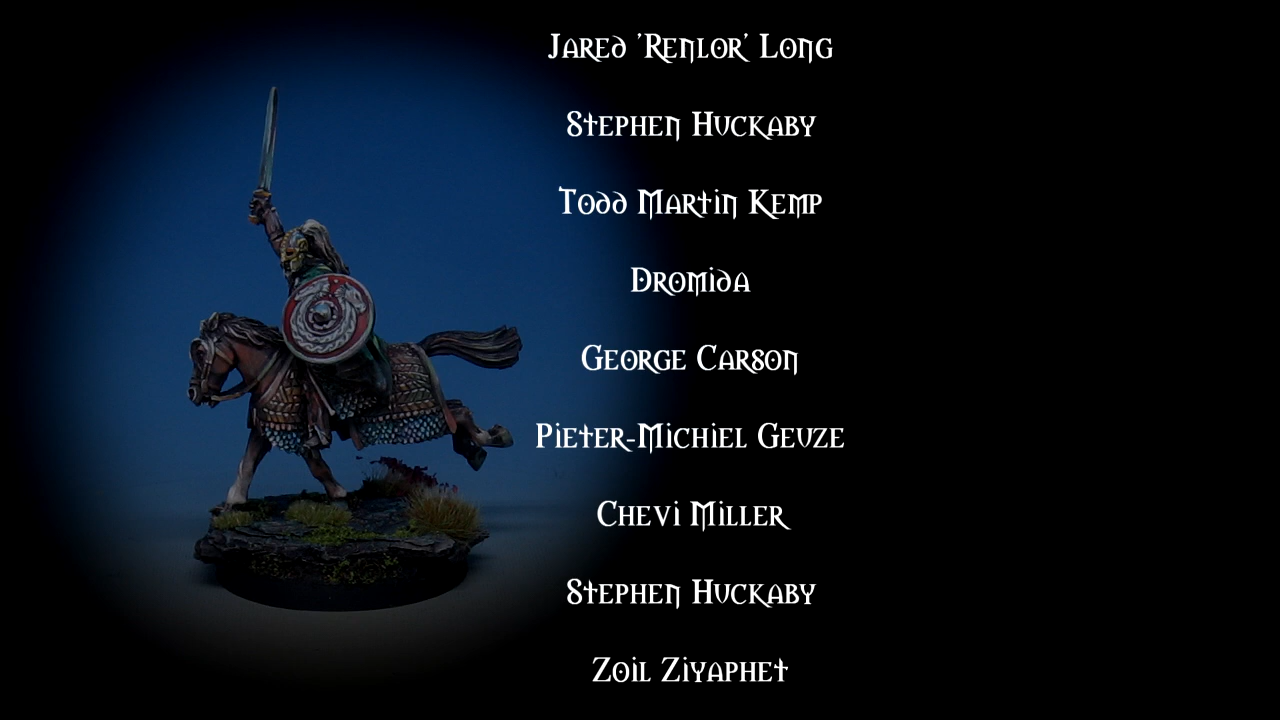 Jared 'Renlor' Long
Stephen Huckaby
Todd Martin Kemp
Dromida
George Carson
Pieter-Michiel Geuze
Chevi Miller
Stephen Huckaby
Zoil Ziyaphet